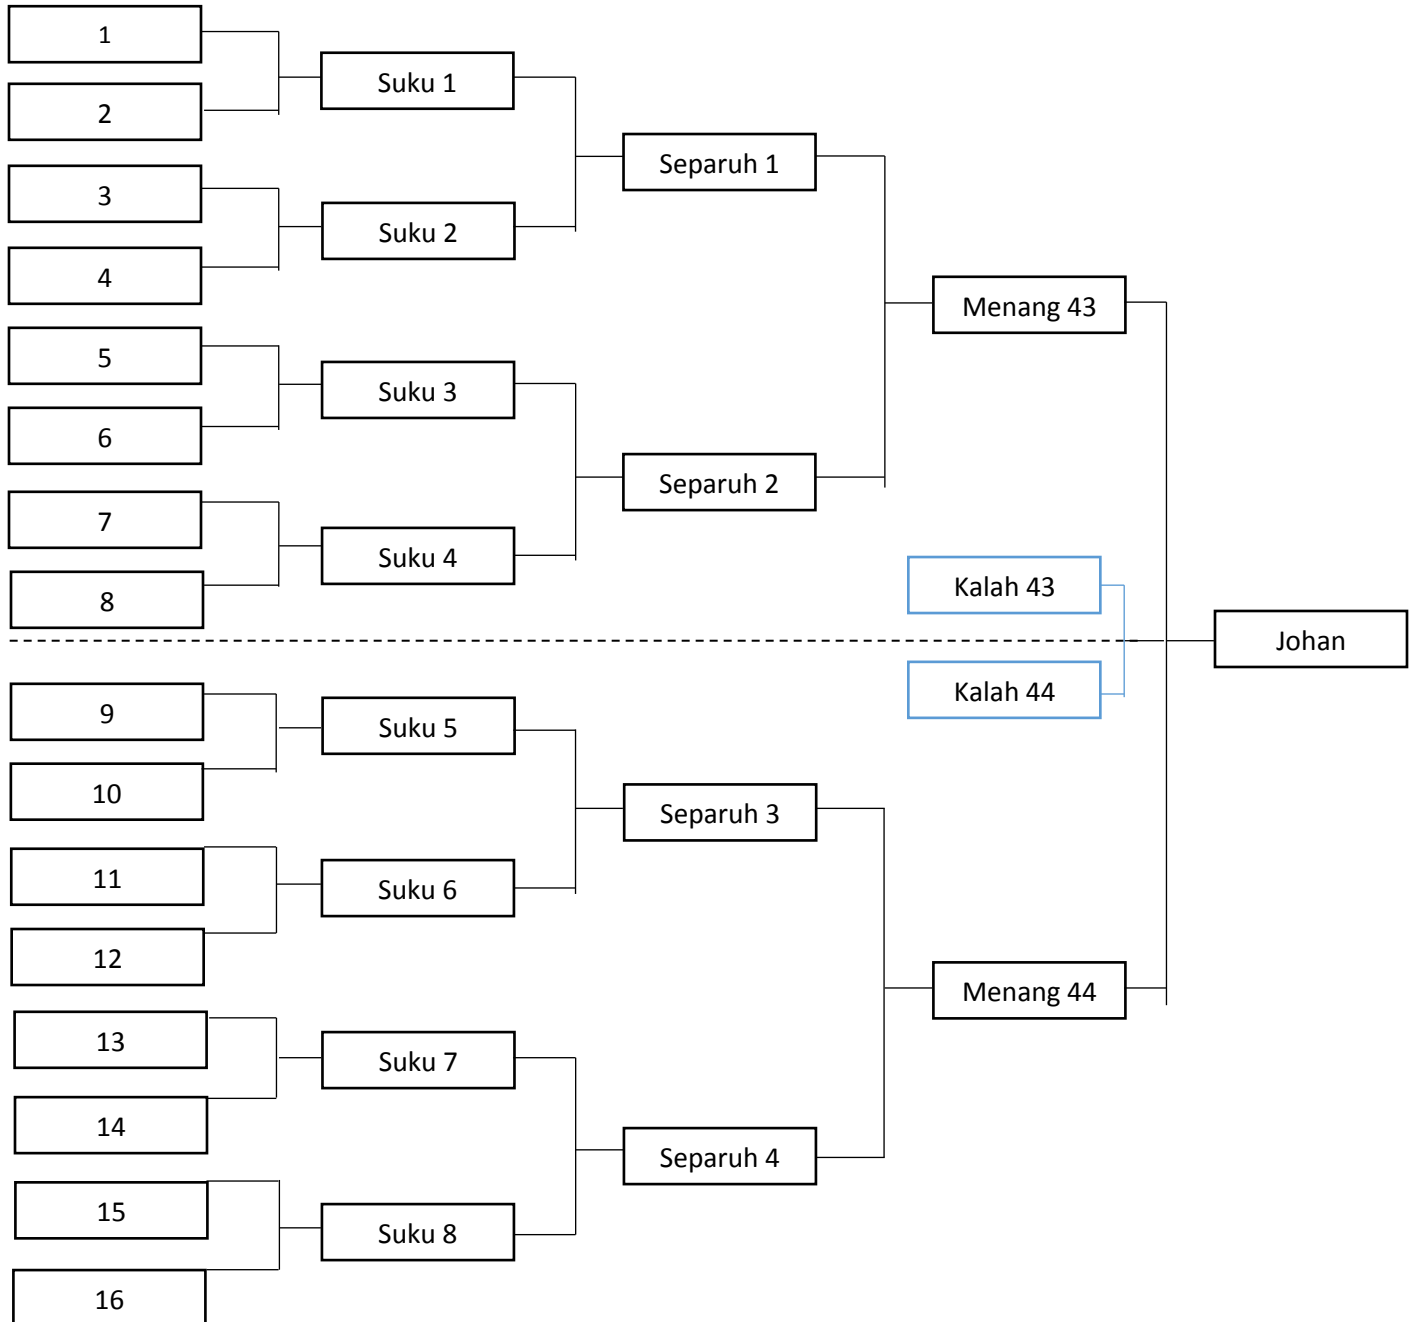 1
2
3
4
5
6
7
8
9
10
11
12
13
14
15
16
Suku 1
Suku 2
Suku 3
Suku 4
Suku 5
Suku 6
Suku 7
Suku 8
Separuh 1
Separuh 2
Separuh 3
Separuh 4
Menang 43
Kalah 43
Kalah 44
Menang 44
Johan